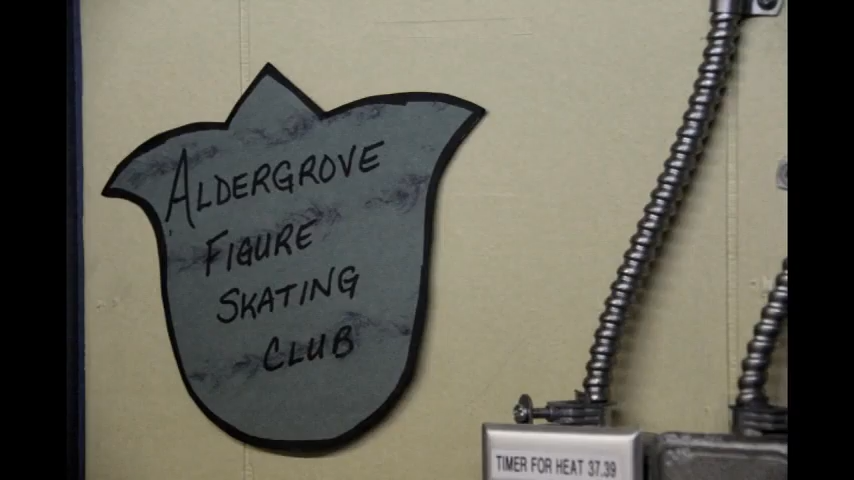 ALDERGROVE
FIGURE
SKATING
CLUB
TIMER FOR HEAT 37.39